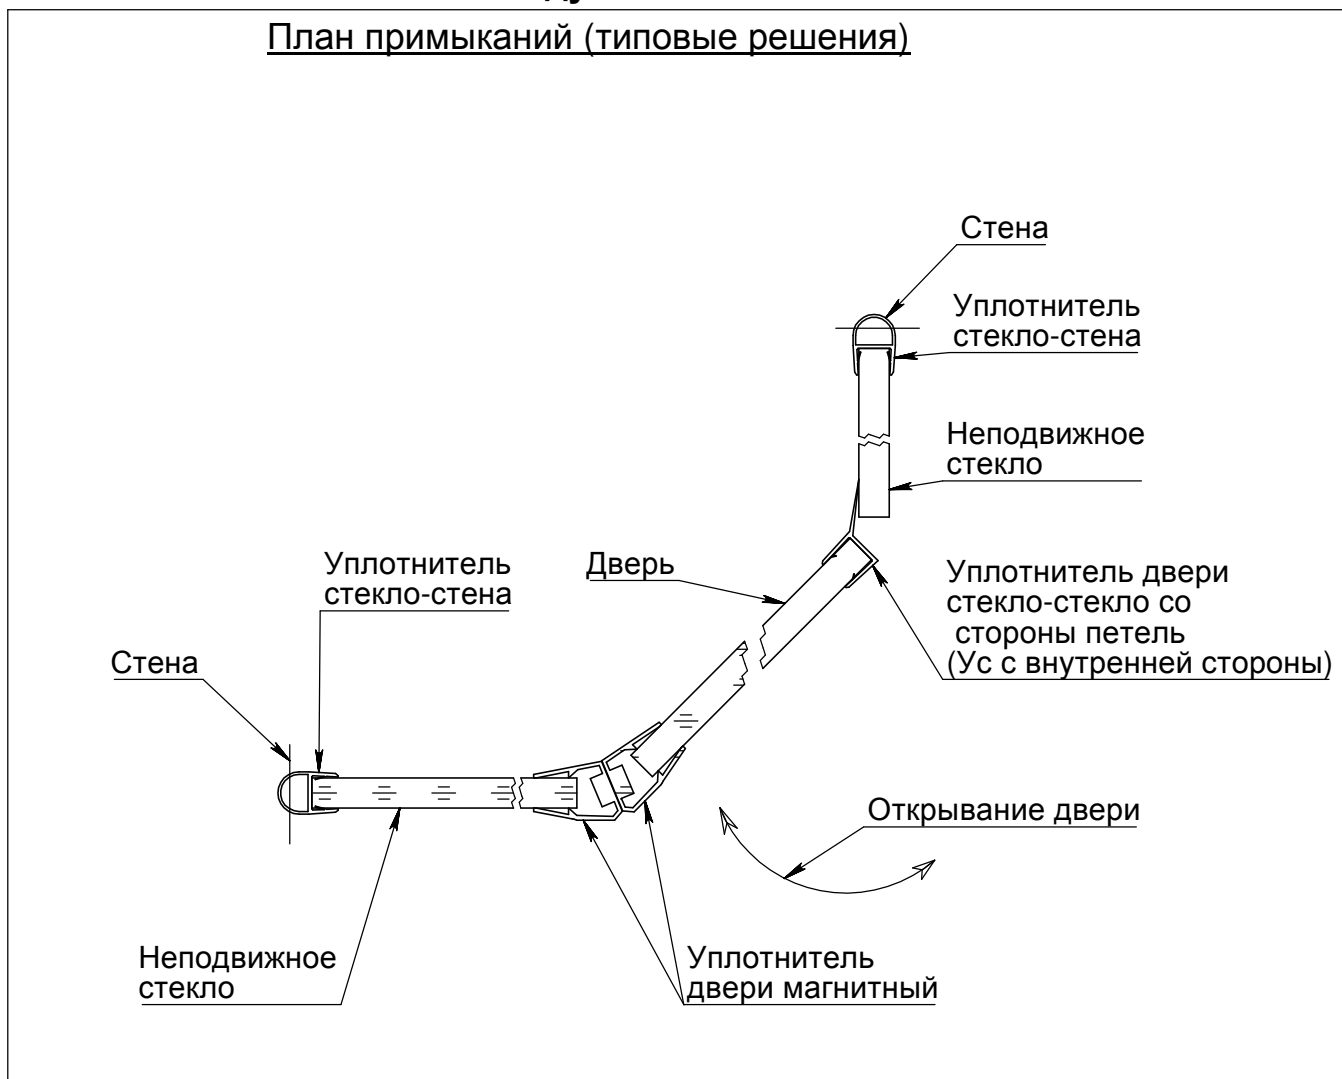 План примыканий (типовые решения)
Стена
Уплотнитель
стекло-стена
Неподвижное
стекло
Уплотнитель
стекло-стена
Дверь
Уплотнитель двери
стекло-стекло со
стороны петель
(Ус с внутренней стороны)
Стена
Открывание двери
Неподвижное
стекло
Уплотнитель
двери магнитный